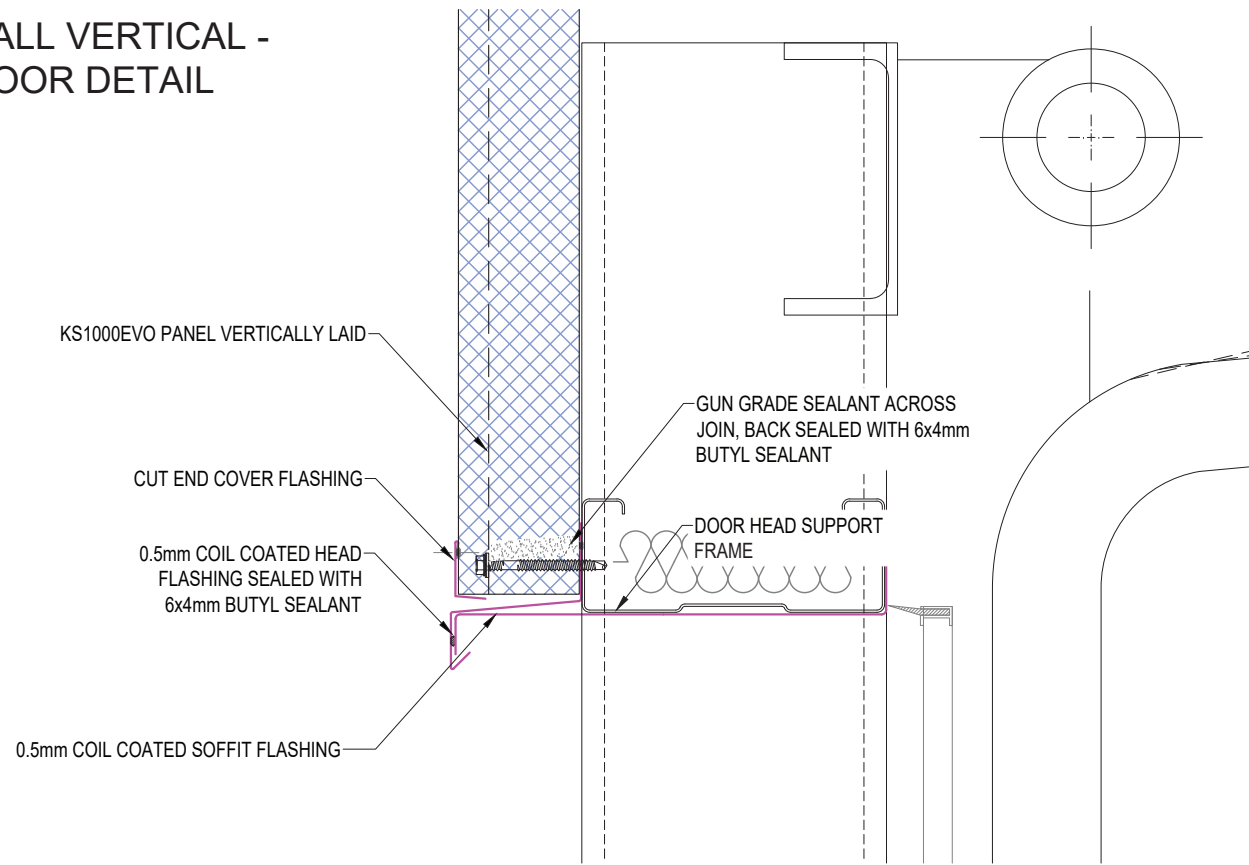 ALL VERTICAL -
OOR DETAIL
KS1000EVO PANEL VERTICALLY LAID
GUN GRADE SEALANT ACROSS
JOIN, BACK SEALED WITH 6x4mm
BUTYL SEALANT
CUT END COVER FLASHING
DOOR HEAD SUPPORT
FRAME
0.5mm COIL COATED HEAD
FLASHING SEALED WITH
6x4mm BUTYL SEALANT
0.5mm COIL COATED SOFFIT FLASHING